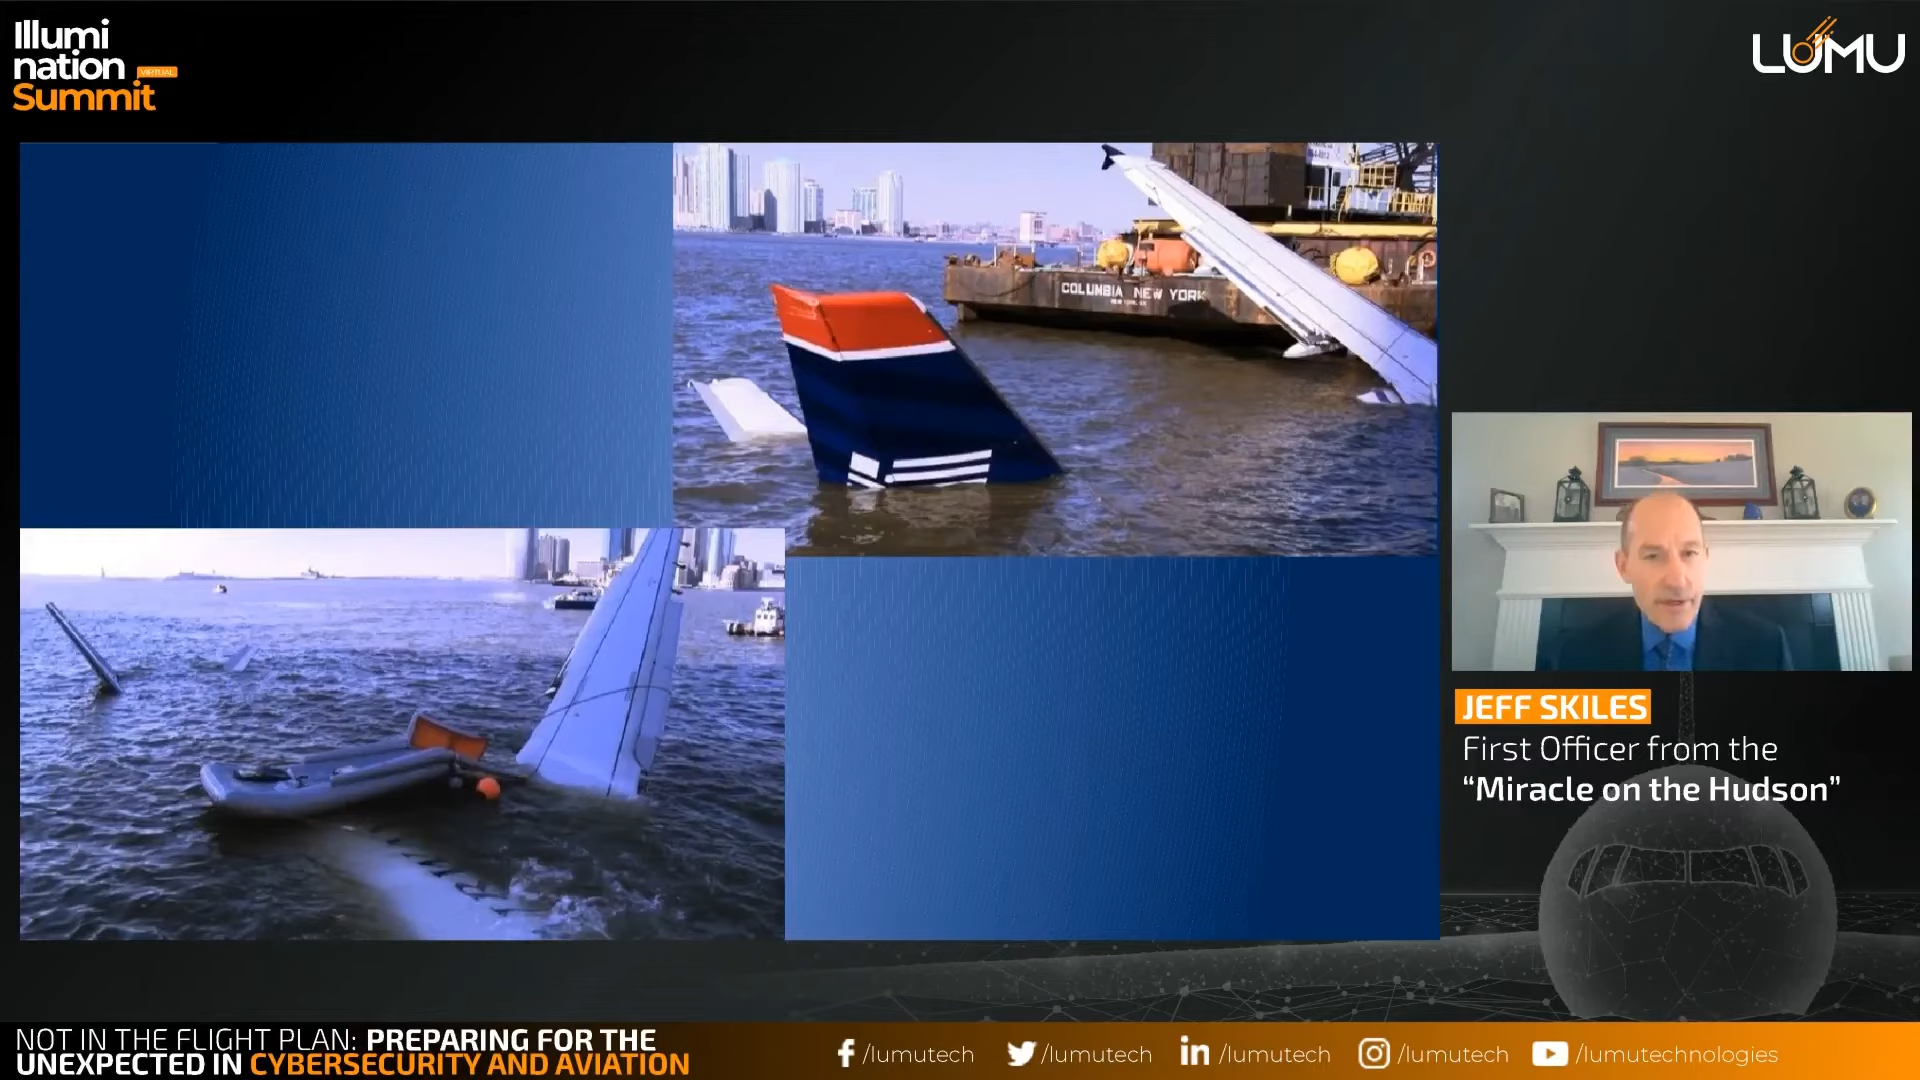 Illumi
nation
VIRTUAL
Summit
LUMU
COLUMBIA NEW YORK
JEFF SKILES
First Officer from the
“Miracle on the Hudson”
NOT IN THE FLIGHT PLAN: PREPARING FOR THE
UNEXPECTED IN CYBERSECURITY AND AVIATION
/lumutech
/lumutech
/lumutech
/lumutech
/lumutechnologies